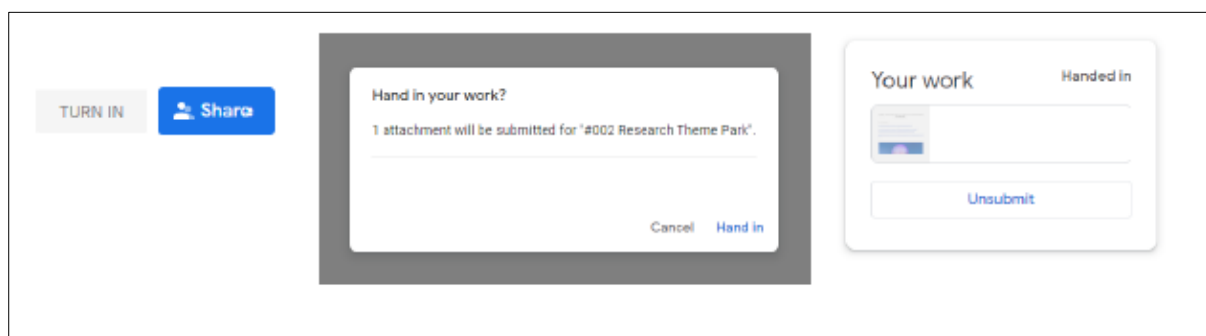 TURN IN
Share
Hand in your work?
1 attachment will be submitted for "#002 Research Theme Park".
Cancel Hand in
Your work Handed in
Unsubmit